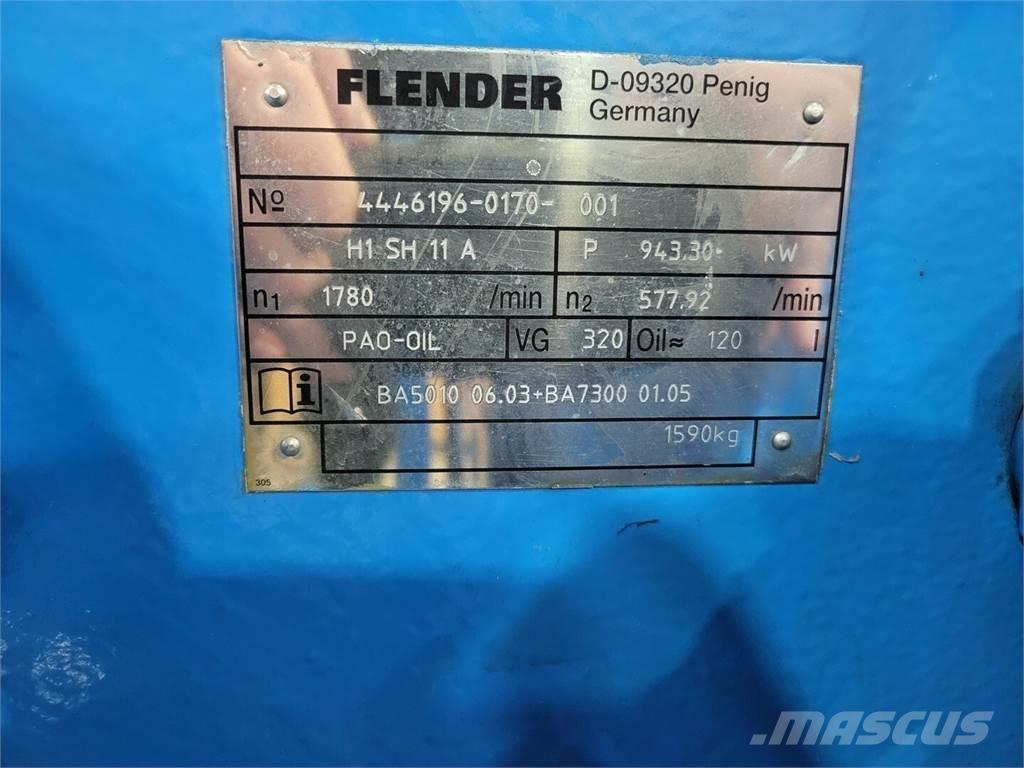 FLENDER D-09320 Penig
Germany
Nº 4446196-0170- 001
H1 SH 11 A P 943.30 kW
n1 1780 /min n2 577.92 /min
PAO-OIL VG 320 Oil≈ 120 l
i BA5010 06.03+BA7300 01.05
1590kg
305
MASCUS